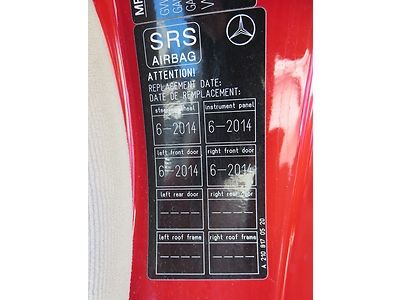 SRS
AIRBAG
ATTENTION!
REPLACEMENT DATE:
DATE DE REMPLACEMENT:
steering wheel instrument panel
6-2014 6-2014
left front door right front door
6-2014 6-2014
left rear door right rear door
---- ----
left roof frame right roof frame
---- ----
A 210 817 05 20